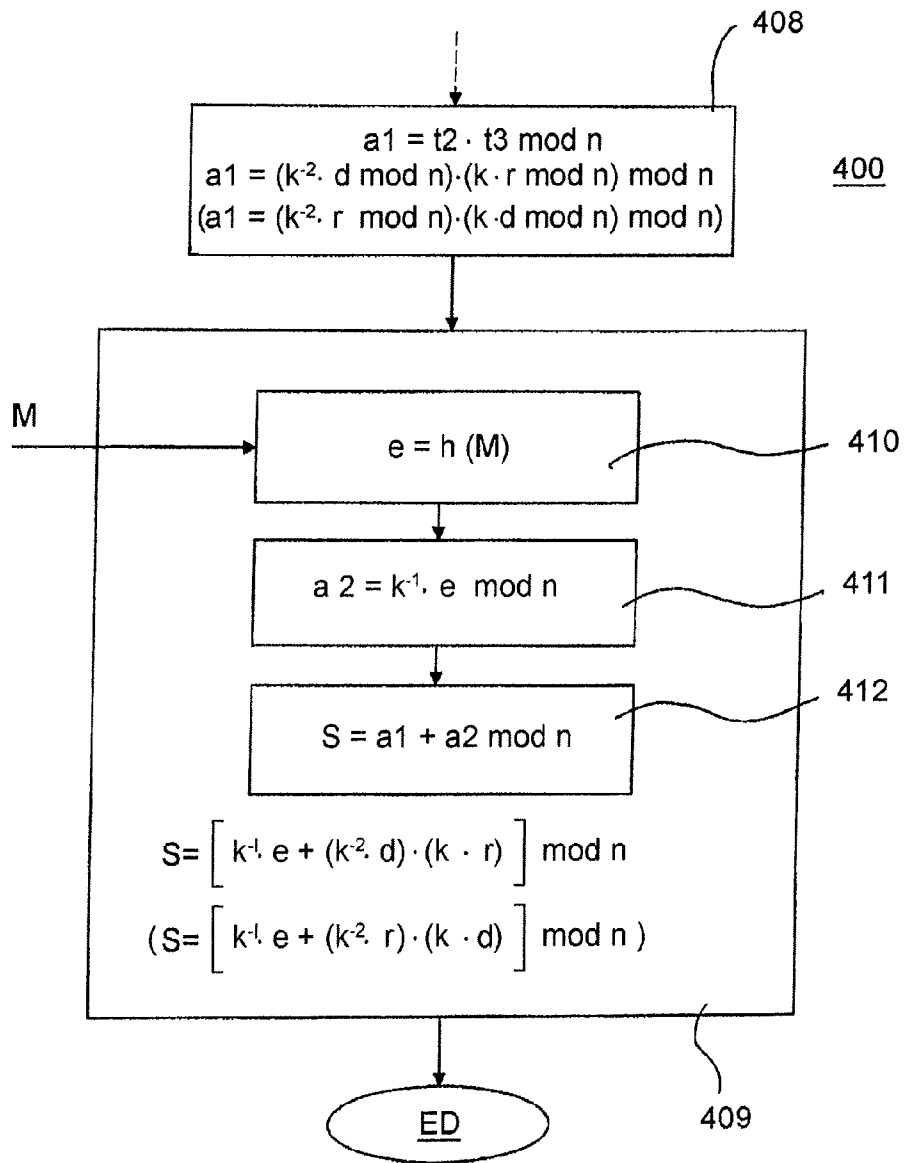 408
a1 = t2 · t3 mod n
a1 = (k⁻²· d mod n)·(k · r mod n) mod n
(a1 = (k⁻²· r mod n)·(k ·d mod n) mod n)
400
M
e = h (M)
410
a 2 = k⁻¹· e mod n
411
S = a1 + a2 mod n
412
S= [ k⁻¹· e + (k⁻²· d) · (k · r) ] mod n
( S= [ k⁻¹· e + (k⁻²· r) · (k · d) ] mod n )
409
ED